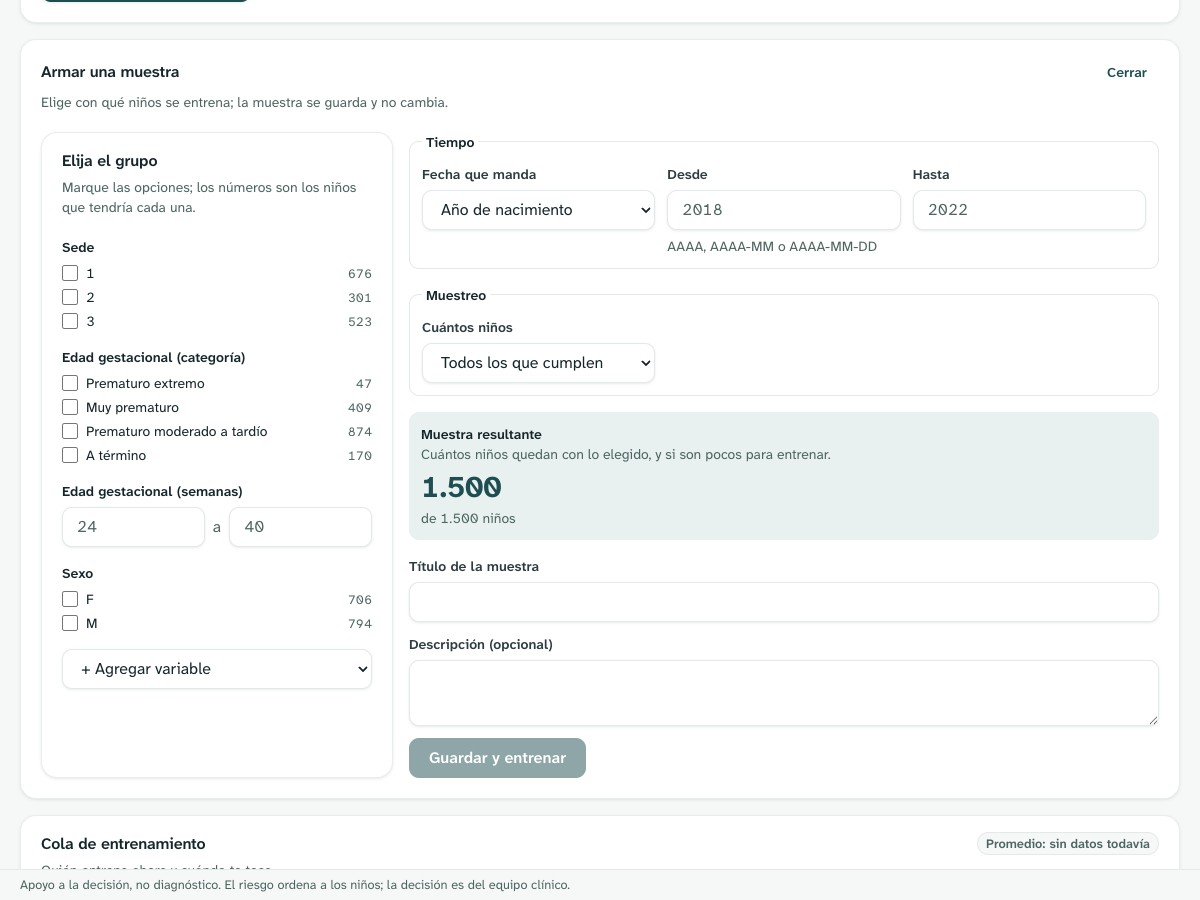 Armar una muestra
Cerrar
Elige con qué niños se entrena; la muestra se guarda y no cambia.
Elija el grupo
Marque las opciones; los números son los niños
que tendría cada una.
Sede
1 676
2 301
3 523
Edad gestacional (categoría)
Prematuro extremo 47
Muy prematuro 409
Prematuro moderado a tardío 874
A término 170
Edad gestacional (semanas)
24 a 40
Sexo
F 706
M 794
+ Agregar variable
Tiempo
Fecha que manda Desde Hasta
Año de nacimiento 2018 2022
AAAA, AAAA-MM o AAAA-MM-DD
Muestreo
Cuántos niños
Todos los que cumplen
Muestra resultante
Cuántos niños quedan con lo elegido, y si son pocos para entrenar.
1.500
de 1.500 niños
Título de la muestra
Descripción (opcional)
Guardar y entrenar
Cola de entrenamiento
Promedio: sin datos todavía
Apoyo a la decisión, no diagnóstico. El riesgo ordena a los niños; la decisión es del equipo clínico.